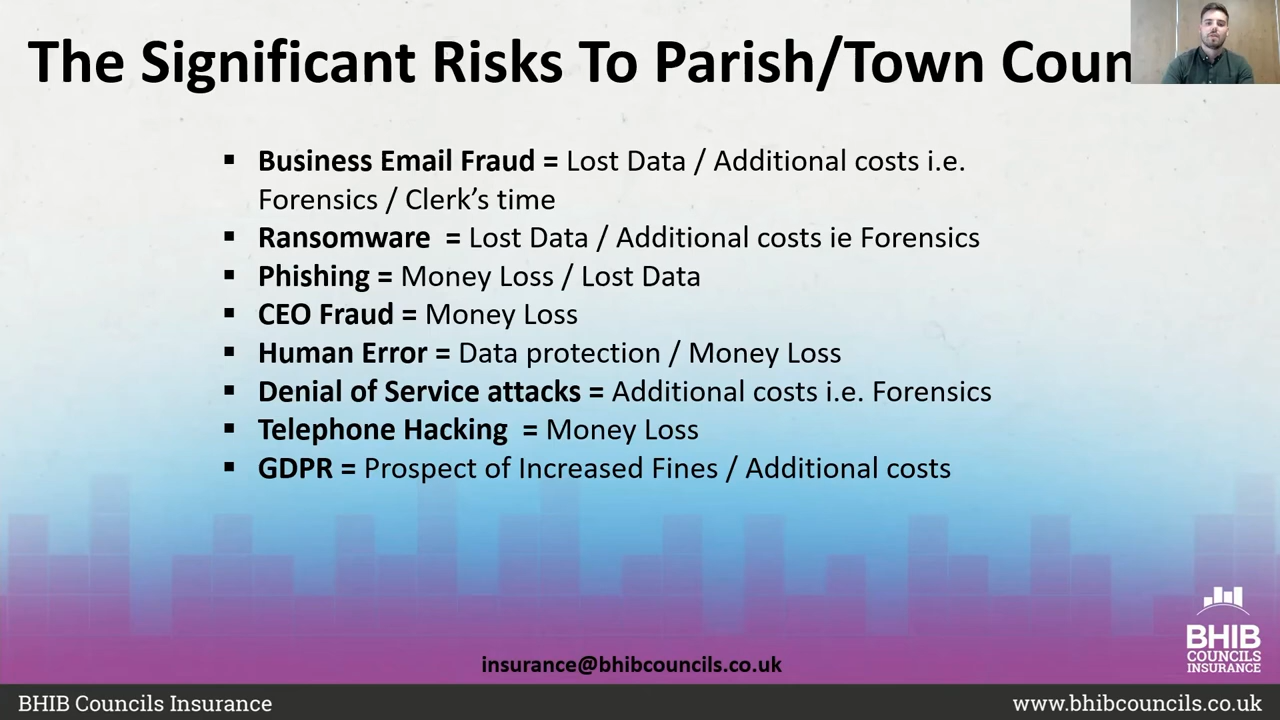 The Significant Risks To Parish/Town Coun
▪ Business Email Fraud = Lost Data / Additional costs i.e.
Forensics / Clerk’s time
▪ Ransomware  = Lost Data / Additional costs ie Forensics
▪ Phishing = Money Loss / Lost Data
▪ CEO Fraud = Money Loss
▪ Human Error = Data protection / Money Loss
▪ Denial of Service attacks = Additional costs i.e. Forensics
▪ Telephone Hacking  = Money Loss
▪ GDPR = Prospect of Increased Fines / Additional costs
BHIB
COUNCILS
INSURANCE
insurance@bhibcouncils.co.uk
BHIB Councils Insurance
www.bhibcouncils.co.uk